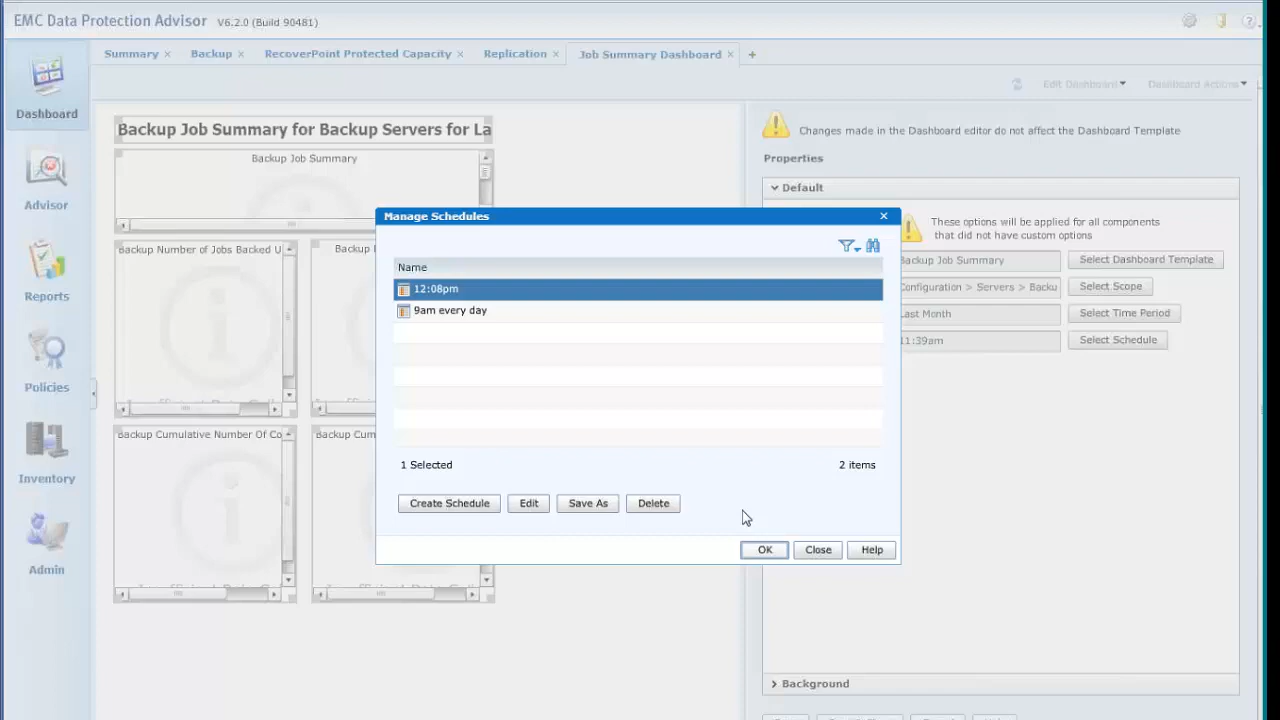 EMC Data Protection Advisor V6.2.0 (Build 90481)
Summary
Backup
RecoverPoint Protected Capacity
Replication
Job Summary Dashboard
Dashboard
Advisor
Reports
Policies
Inventory
Admin
Edit Dashboard
Dashboard Actions
Backup Job Summary for Backup Servers for La
Backup Job Summary
Backup Number of Jobs Backed U
Backup
Backup Cumulative Number Of Co
Backup Cum
Changes made in the Dashboard editor do not affect the Dashboard Template
Properties
Default
These options will be applied for all components
that did not have custom options
Backup Job Summary
Select Dashboard Template
Configuration > Servers > Backu
Select Scope
Last Month
Select Time Period
11:39am
Select Schedule
Background
Manage Schedules
Name
12:08pm
9am every day
1 Selected
2 items
Create Schedule
Edit
Save As
Delete
OK
Close
Help